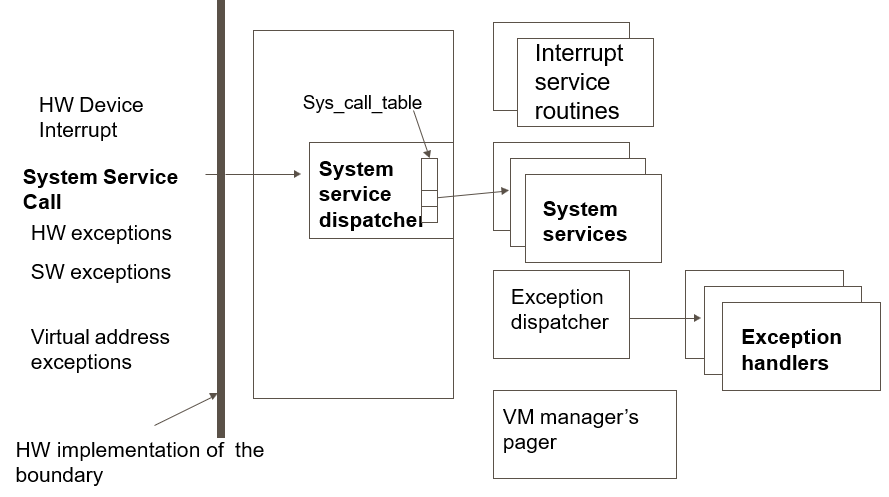 Interrupt
service
routines
HW Device
Interrupt
Sys_call_table
System Service
Call
System
service
dispatcher
System
services
HW exceptions
SW exceptions
Exception
dispatcher
Virtual address
exceptions
Exception
handlers
VM manager's
pager
HW implementation of  the
boundary